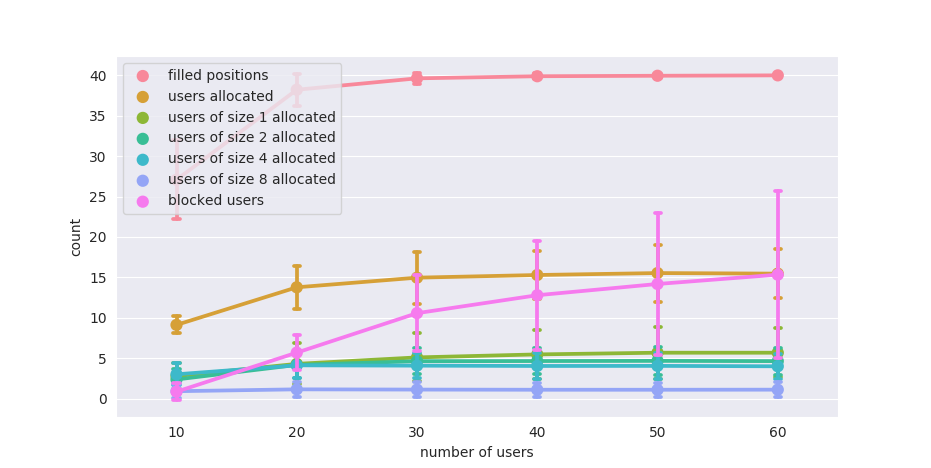 40
35
30
25
20
15
10
5
0
count
filled positions
users allocated
users of size 1 allocated
users of size 2 allocated
users of size 4 allocated
users of size 8 allocated
blocked users
10 20 30 40 50 60
number of users